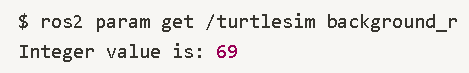 $ ros2 param get /turtlesim background_r
Integer value is: 69